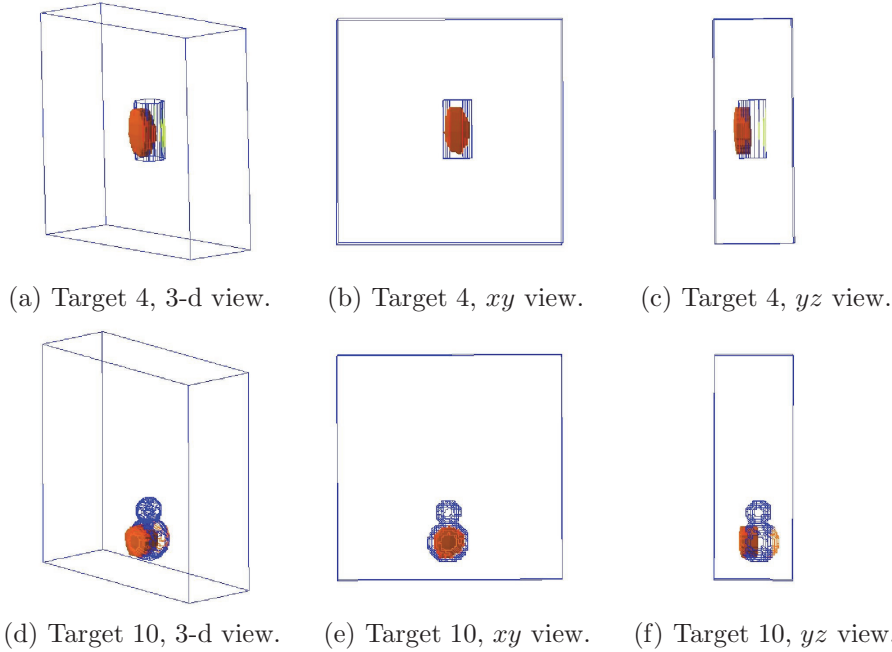 (a) Target 4, 3-d view.
(b) Target 4, xy view.
(c) Target 4, yz view.
(d) Target 10, 3-d view.
(e) Target 10, xy view.
(f) Target 10, yz view.